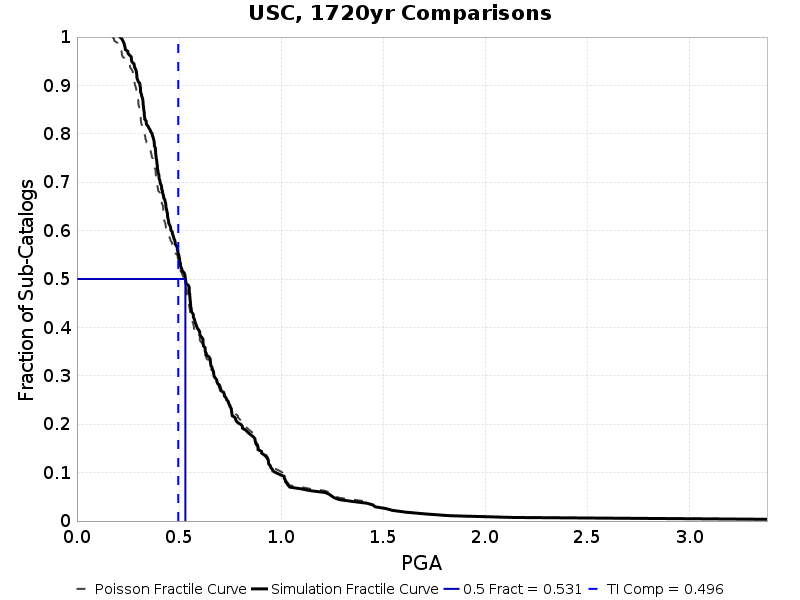 USC, 1720yr Comparisons
1
0.9
0.8
0.7
0.6
0.5
0.4
0.3
0.2
0.1
0
Fraction of Sub-Catalogs
0.0 0.5 1.0 1.5 2.0 2.5 3.0
PGA
Poisson Fractile Curve Simulation Fractile Curve 0.5 Fract = 0.531 TI Comp = 0.496